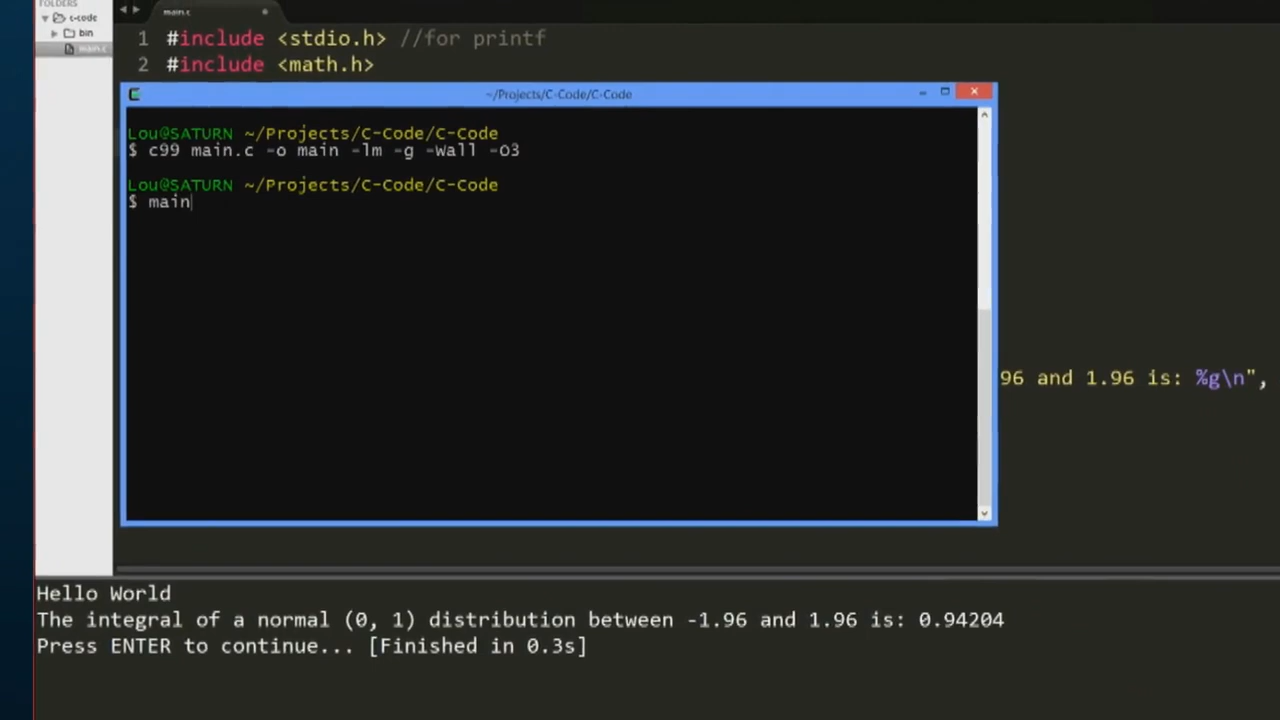 FOLDERS
c-code
bin
main.c
main.c
1 #include <stdio.h> //for printf
2 #include <math.h>
~/Projects/C-Code/C-Code
Lou@SATURN ~/Projects/C-Code/C-Code
$ c99 main.c -o main -lm -g -Wall -O3
Lou@SATURN ~/Projects/C-Code/C-Code
$ main
96 and 1.96 is: %g\n",
Hello World
The integral of a normal (0, 1) distribution between -1.96 and 1.96 is: 0.94204
Press ENTER to continue... [Finished in 0.3s]